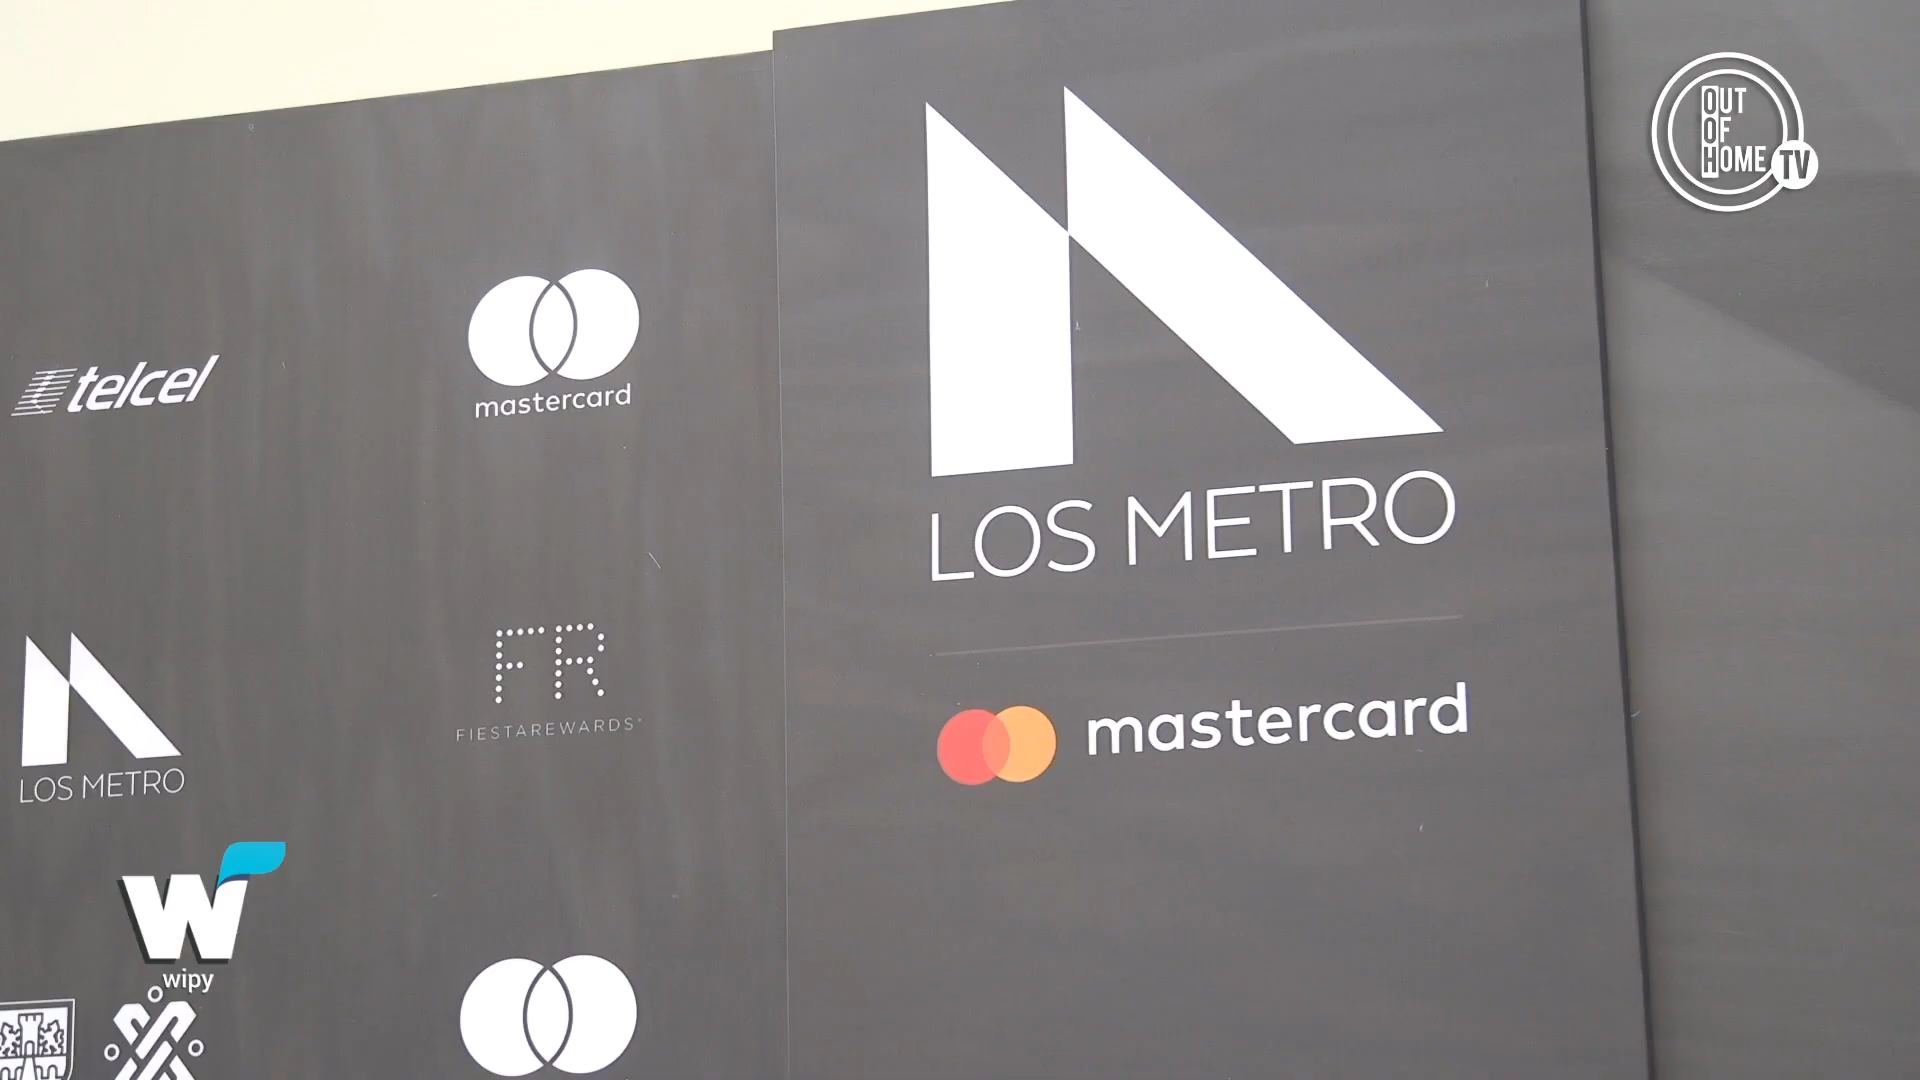 OUT
OF
HOME TV
telcel
mastercard
LOS METRO
mastercard
FR
FIESTAREWARDS®
LOS METRO
W
wipy